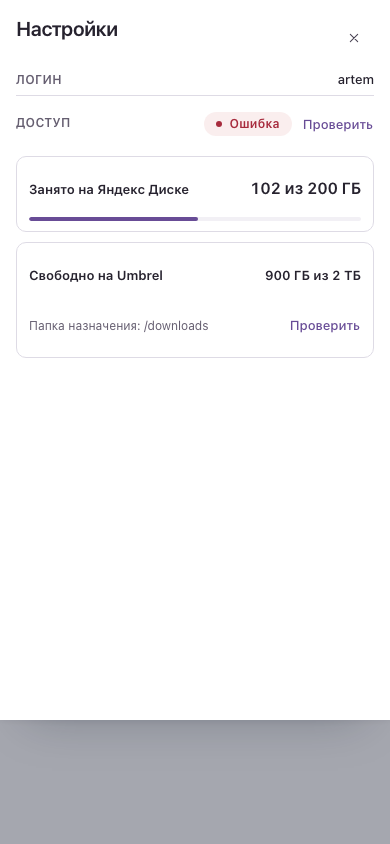 Настройки
ЛОГИН artem
ДОСТУП Ошибка Проверить
Занято на Яндекс Диске 102 из 200 ГБ
Свободно на Umbrel 900 ГБ из 2 ТБ
Папка назначения: /downloads Проверить